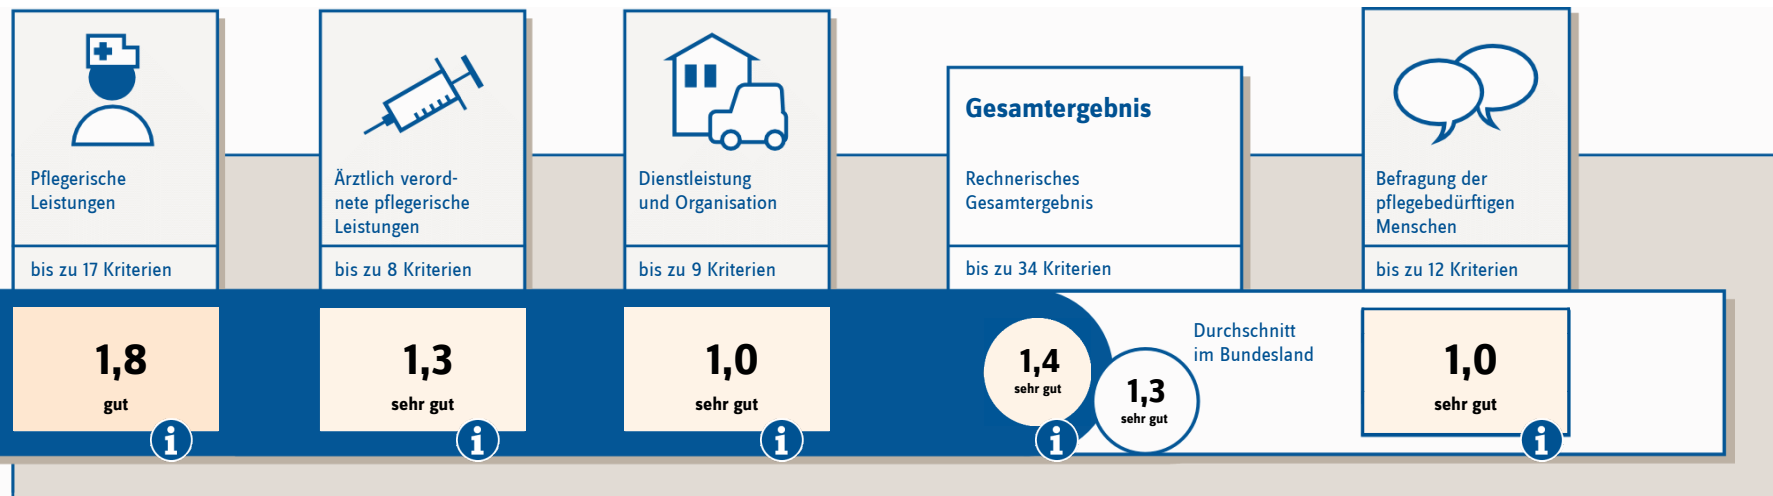 Pflegerische
Leistungen
bis zu 17 Kriterien
1,8
gut
i
Ärztlich verord-
nete pflegerische
Leistungen
bis zu 8 Kriterien
1,3
sehr gut
i
Dienstleistung
und Organisation
bis zu 9 Kriterien
1,0
sehr gut
i
Gesamtergebnis
Rechnerisches
Gesamtergebnis
bis zu 34 Kriterien
1,4
sehr gut
i
1,3
sehr gut
Durchschnitt
im Bundesland
Befragung der
pflegebedürftigen
Menschen
bis zu 12 Kriterien
1,0
sehr gut
i